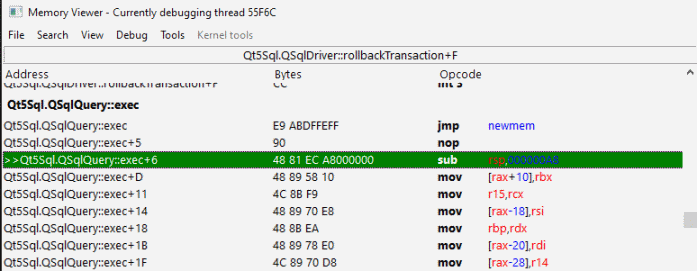 Memory Viewer - Currently debugging thread 55F6C
File Search View Debug Tools Kernel tools
Qt5Sql.QSqlDriver::rollbackTransaction+F
Address Bytes Opcode
Qt5Sql.QSqlDriver::rollbackTransaction+F CC int 3
Qt5Sql.QSqlQuery::exec
Qt5Sql.QSqlQuery::exec E9 ABDFFEFF jmp newmem
Qt5Sql.QSqlQuery::exec+5 90 nop
>>Qt5Sql.QSqlQuery::exec+6 48 81 EC A8000000 sub rsp,000000A8
Qt5Sql.QSqlQuery::exec+D 48 89 58 10 mov [rax+10],rbx
Qt5Sql.QSqlQuery::exec+11 4C 8B F9 mov r15,rcx
Qt5Sql.QSqlQuery::exec+14 48 89 70 E8 mov [rax-18],rsi
Qt5Sql.QSqlQuery::exec+18 48 8B EA mov rbp,rdx
Qt5Sql.QSqlQuery::exec+1B 48 89 78 E0 mov [rax-20],rdi
Qt5Sql.QSqlQuery::exec+1F 4C 89 70 D8 mov [rax-28],r14